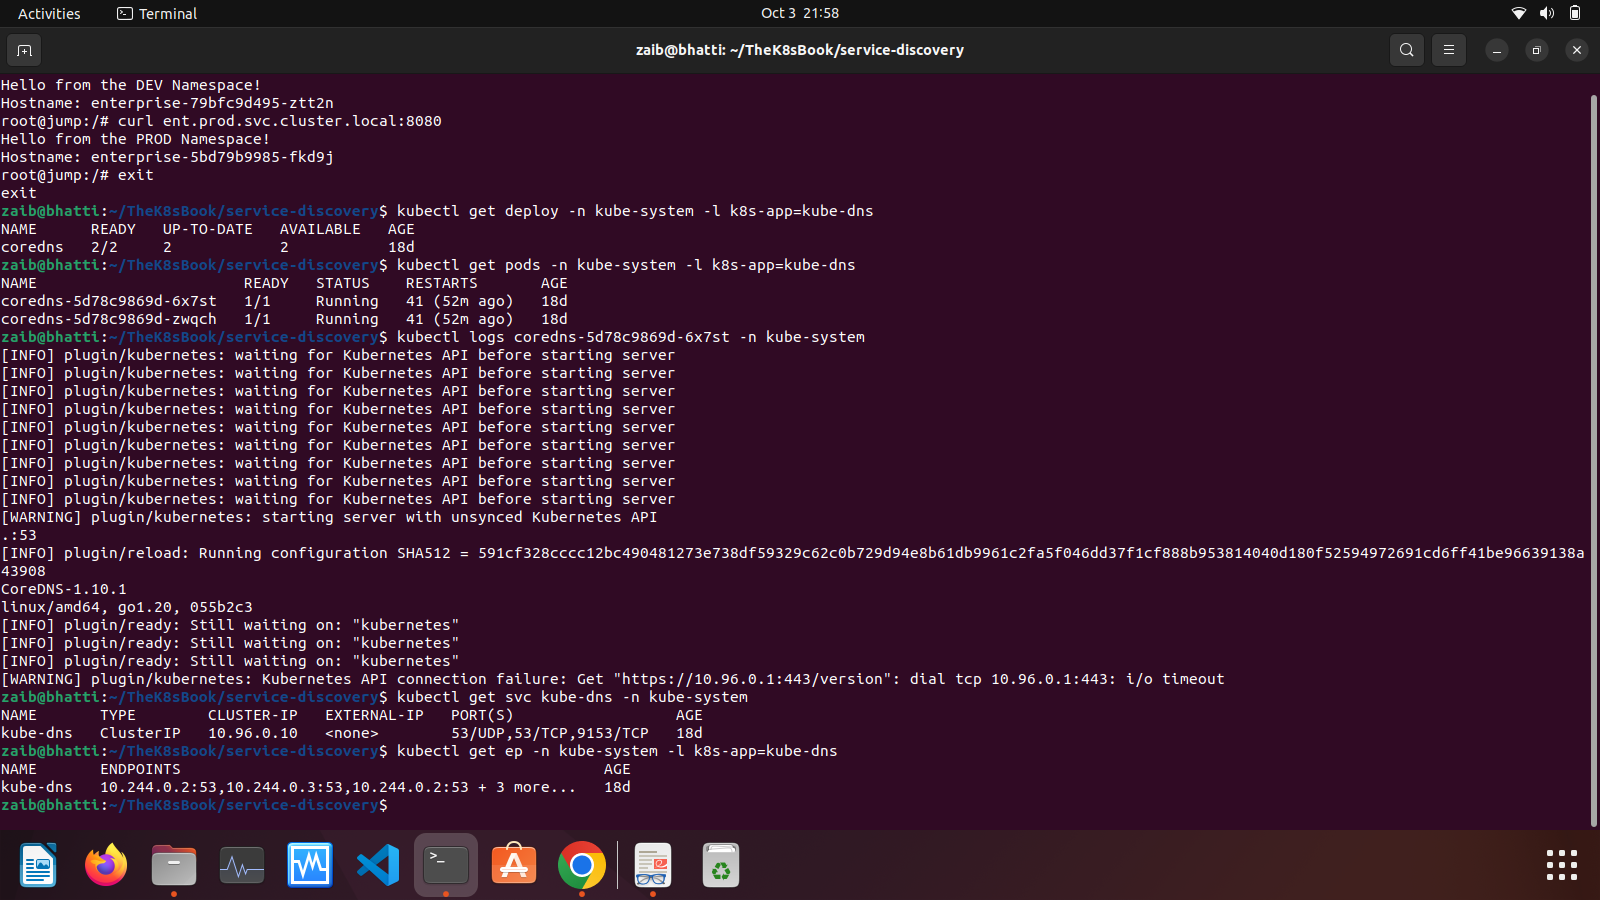 Activities
Terminal
Oct 3 21:58
zaib@bhatti: ~/TheK8sBook/service-discovery
Hello from the DEV Namespace!
Hostname: enterprise-79bfc9d495-ztt2n
root@jump:/# curl ent.prod.svc.cluster.local:8080
Hello from the PROD Namespace!
Hostname: enterprise-5bd79b9985-fkd9j
root@jump:/# exit
exit
zaib@bhatti:~/TheK8sBook/service-discovery$ kubectl get deploy -n kube-system -l k8s-app=kube-dns
NAME      READY   UP-TO-DATE   AVAILABLE   AGE
coredns   2/2     2            2           18d
zaib@bhatti:~/TheK8sBook/service-discovery$ kubectl get pods -n kube-system -l k8s-app=kube-dns
NAME                       READY   STATUS    RESTARTS       AGE
coredns-5d78c9869d-6x7st   1/1     Running   41 (52m ago)   18d
coredns-5d78c9869d-zwqch   1/1     Running   41 (52m ago)   18d
zaib@bhatti:~/TheK8sBook/service-discovery$ kubectl logs coredns-5d78c9869d-6x7st -n kube-system
[INFO] plugin/kubernetes: waiting for Kubernetes API before starting server
[INFO] plugin/kubernetes: waiting for Kubernetes API before starting server
[INFO] plugin/kubernetes: waiting for Kubernetes API before starting server
[INFO] plugin/kubernetes: waiting for Kubernetes API before starting server
[INFO] plugin/kubernetes: waiting for Kubernetes API before starting server
[INFO] plugin/kubernetes: waiting for Kubernetes API before starting server
[INFO] plugin/kubernetes: waiting for Kubernetes API before starting server
[INFO] plugin/kubernetes: waiting for Kubernetes API before starting server
[INFO] plugin/kubernetes: waiting for Kubernetes API before starting server
[WARNING] plugin/kubernetes: starting server with unsynced Kubernetes API
.:53
[INFO] plugin/reload: Running configuration SHA512 = 591cf328cccc12bc490481273e738df59329c62c0b729d94e8b61db9961c2fa5f046dd37f1cf888b953814040d180f52594972691cd6ff41be96639138a
43908
CoreDNS-1.10.1
linux/amd64, go1.20, 055b2c3
[INFO] plugin/ready: Still waiting on: "kubernetes"
[INFO] plugin/ready: Still waiting on: "kubernetes"
[INFO] plugin/ready: Still waiting on: "kubernetes"
[WARNING] plugin/kubernetes: Kubernetes API connection failure: Get "https://10.96.0.1:443/version": dial tcp 10.96.0.1:443: i/o timeout
zaib@bhatti:~/TheK8sBook/service-discovery$ kubectl get svc kube-dns -n kube-system
NAME       TYPE        CLUSTER-IP   EXTERNAL-IP   PORT(S)                  AGE
kube-dns   ClusterIP   10.96.0.10   <none>        53/UDP,53/TCP,9153/TCP   18d
zaib@bhatti:~/TheK8sBook/service-discovery$ kubectl get ep -n kube-system -l k8s-app=kube-dns
NAME       ENDPOINTS                                               AGE
kube-dns   10.244.0.2:53,10.244.0.3:53,10.244.0.2:53 + 3 more...   18d
zaib@bhatti:~/TheK8sBook/service-discovery$